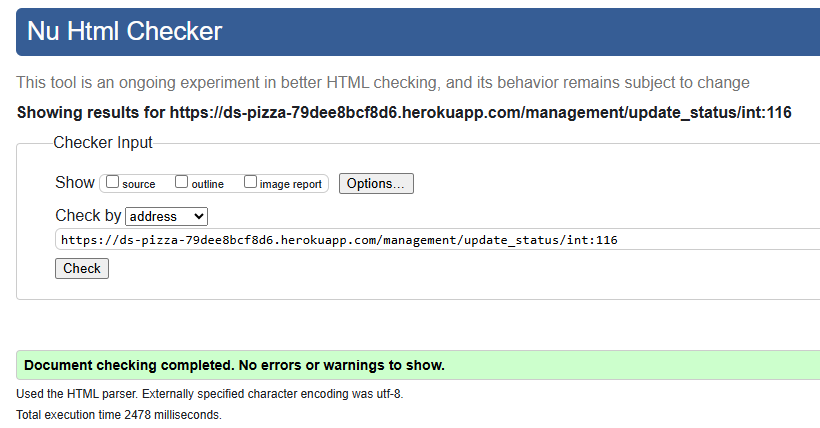 Nu Html Checker
This tool is an ongoing experiment in better HTML checking, and its behavior remains subject to change
Showing results for https://ds-pizza-79dee8bcf8d6.herokuapp.com/management/update_status/int:116
Checker Input
Show source outline image report Options...
Check by address
https://ds-pizza-79dee8bcf8d6.herokuapp.com/management/update_status/int:116
Check
Document checking completed. No errors or warnings to show.
Used the HTML parser. Externally specified character encoding was utf-8.
Total execution time 2478 milliseconds.